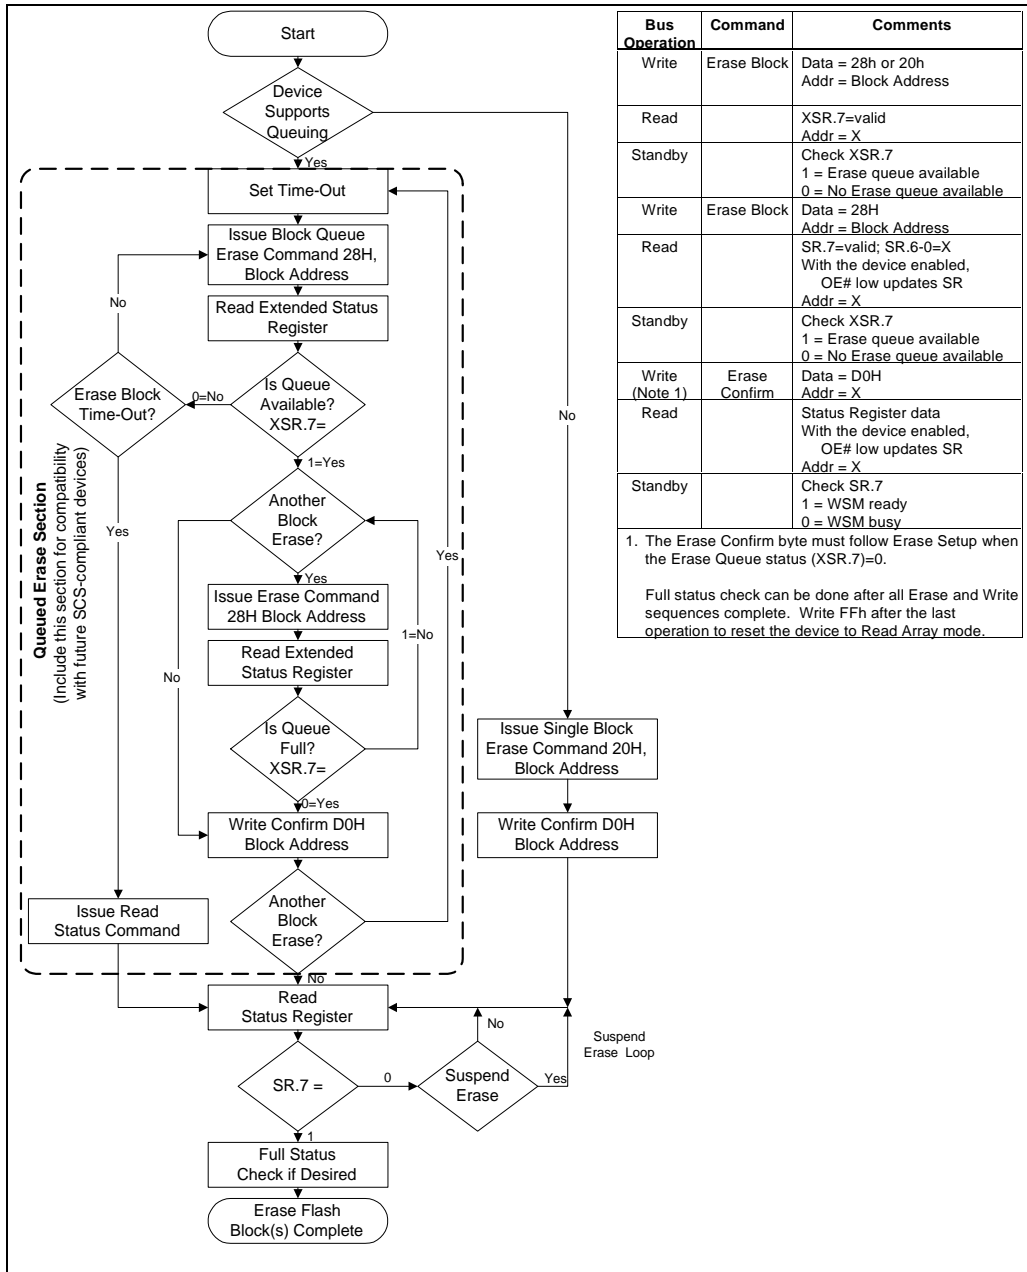 Start
Device
Supports
Queuing
Yes
Set Time-Out
Issue Block Queue
Erase Command 28H,
Block Address
No
Read Extended Status
Register
Erase Block
Time-Out?
0=No
Is Queue
Available?
XSR.7=
No
1=Yes
Another
Block
Erase?
Yes
Yes
Yes
Issue Erase Command
28H Block Address
1=No
Read Extended
Status Register
No
Is Queue
Full?
XSR.7=
0=Yes
Write Confirm D0H
Block Address
Issue Single Block
Erase Command 20H,
Block Address
Write Confirm D0H
Block Address
Another
Block
Erase?
Issue Read
Status Command
No
Queued Erase Section
(Include this section for compatibility
with future SCS-compliant devices)
Read
Status Register
No
Suspend
Erase Loop
SR.7 =
0
Suspend
Erase
Yes
1
Full Status
Check if Desired
Erase Flash
Block(s) Complete
Bus
Operation
Command
Comments
Write
Erase Block
Data = 28h or 20h
Addr = Block Address
Read
XSR.7=valid
Addr = X
Standby
Check XSR.7
1 = Erase queue available
0 = No Erase queue available
Write
Erase Block
Data = 28H
Addr = Block Address
Read
SR.7=valid; SR.6-0=X
With the device enabled,
OE# low updates SR
Addr = X
Standby
Check XSR.7
1 = Erase queue available
0 = No Erase queue available
Write
(Note 1)
Erase
Confirm
Data = D0H
Addr = X
Read
Status Register data
With the device enabled,
OE# low updates SR
Addr = X
Standby
Check SR.7
1 = WSM ready
0 = WSM busy
1. The Erase Confirm byte must follow Erase Setup when
the Erase Queue status (XSR.7)=0.
Full status check can be done after all Erase and Write
sequences complete. Write FFh after the last
operation to reset the device to Read Array mode.